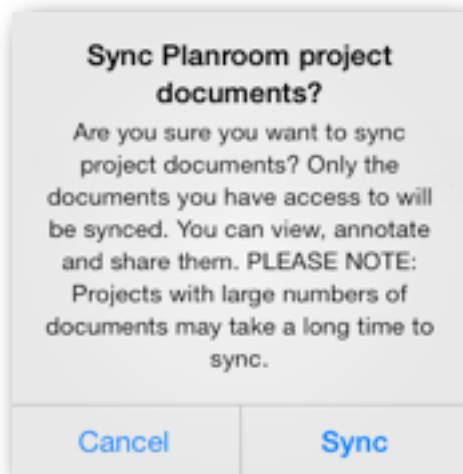 Sync Planroom project
documents?
Are you sure you want to sync
project documents? Only the
documents you have access to will
be synced. You can view, annotate
and share them. PLEASE NOTE:
Projects with large numbers of
documents may take a long time to
sync.
Cancel
Sync